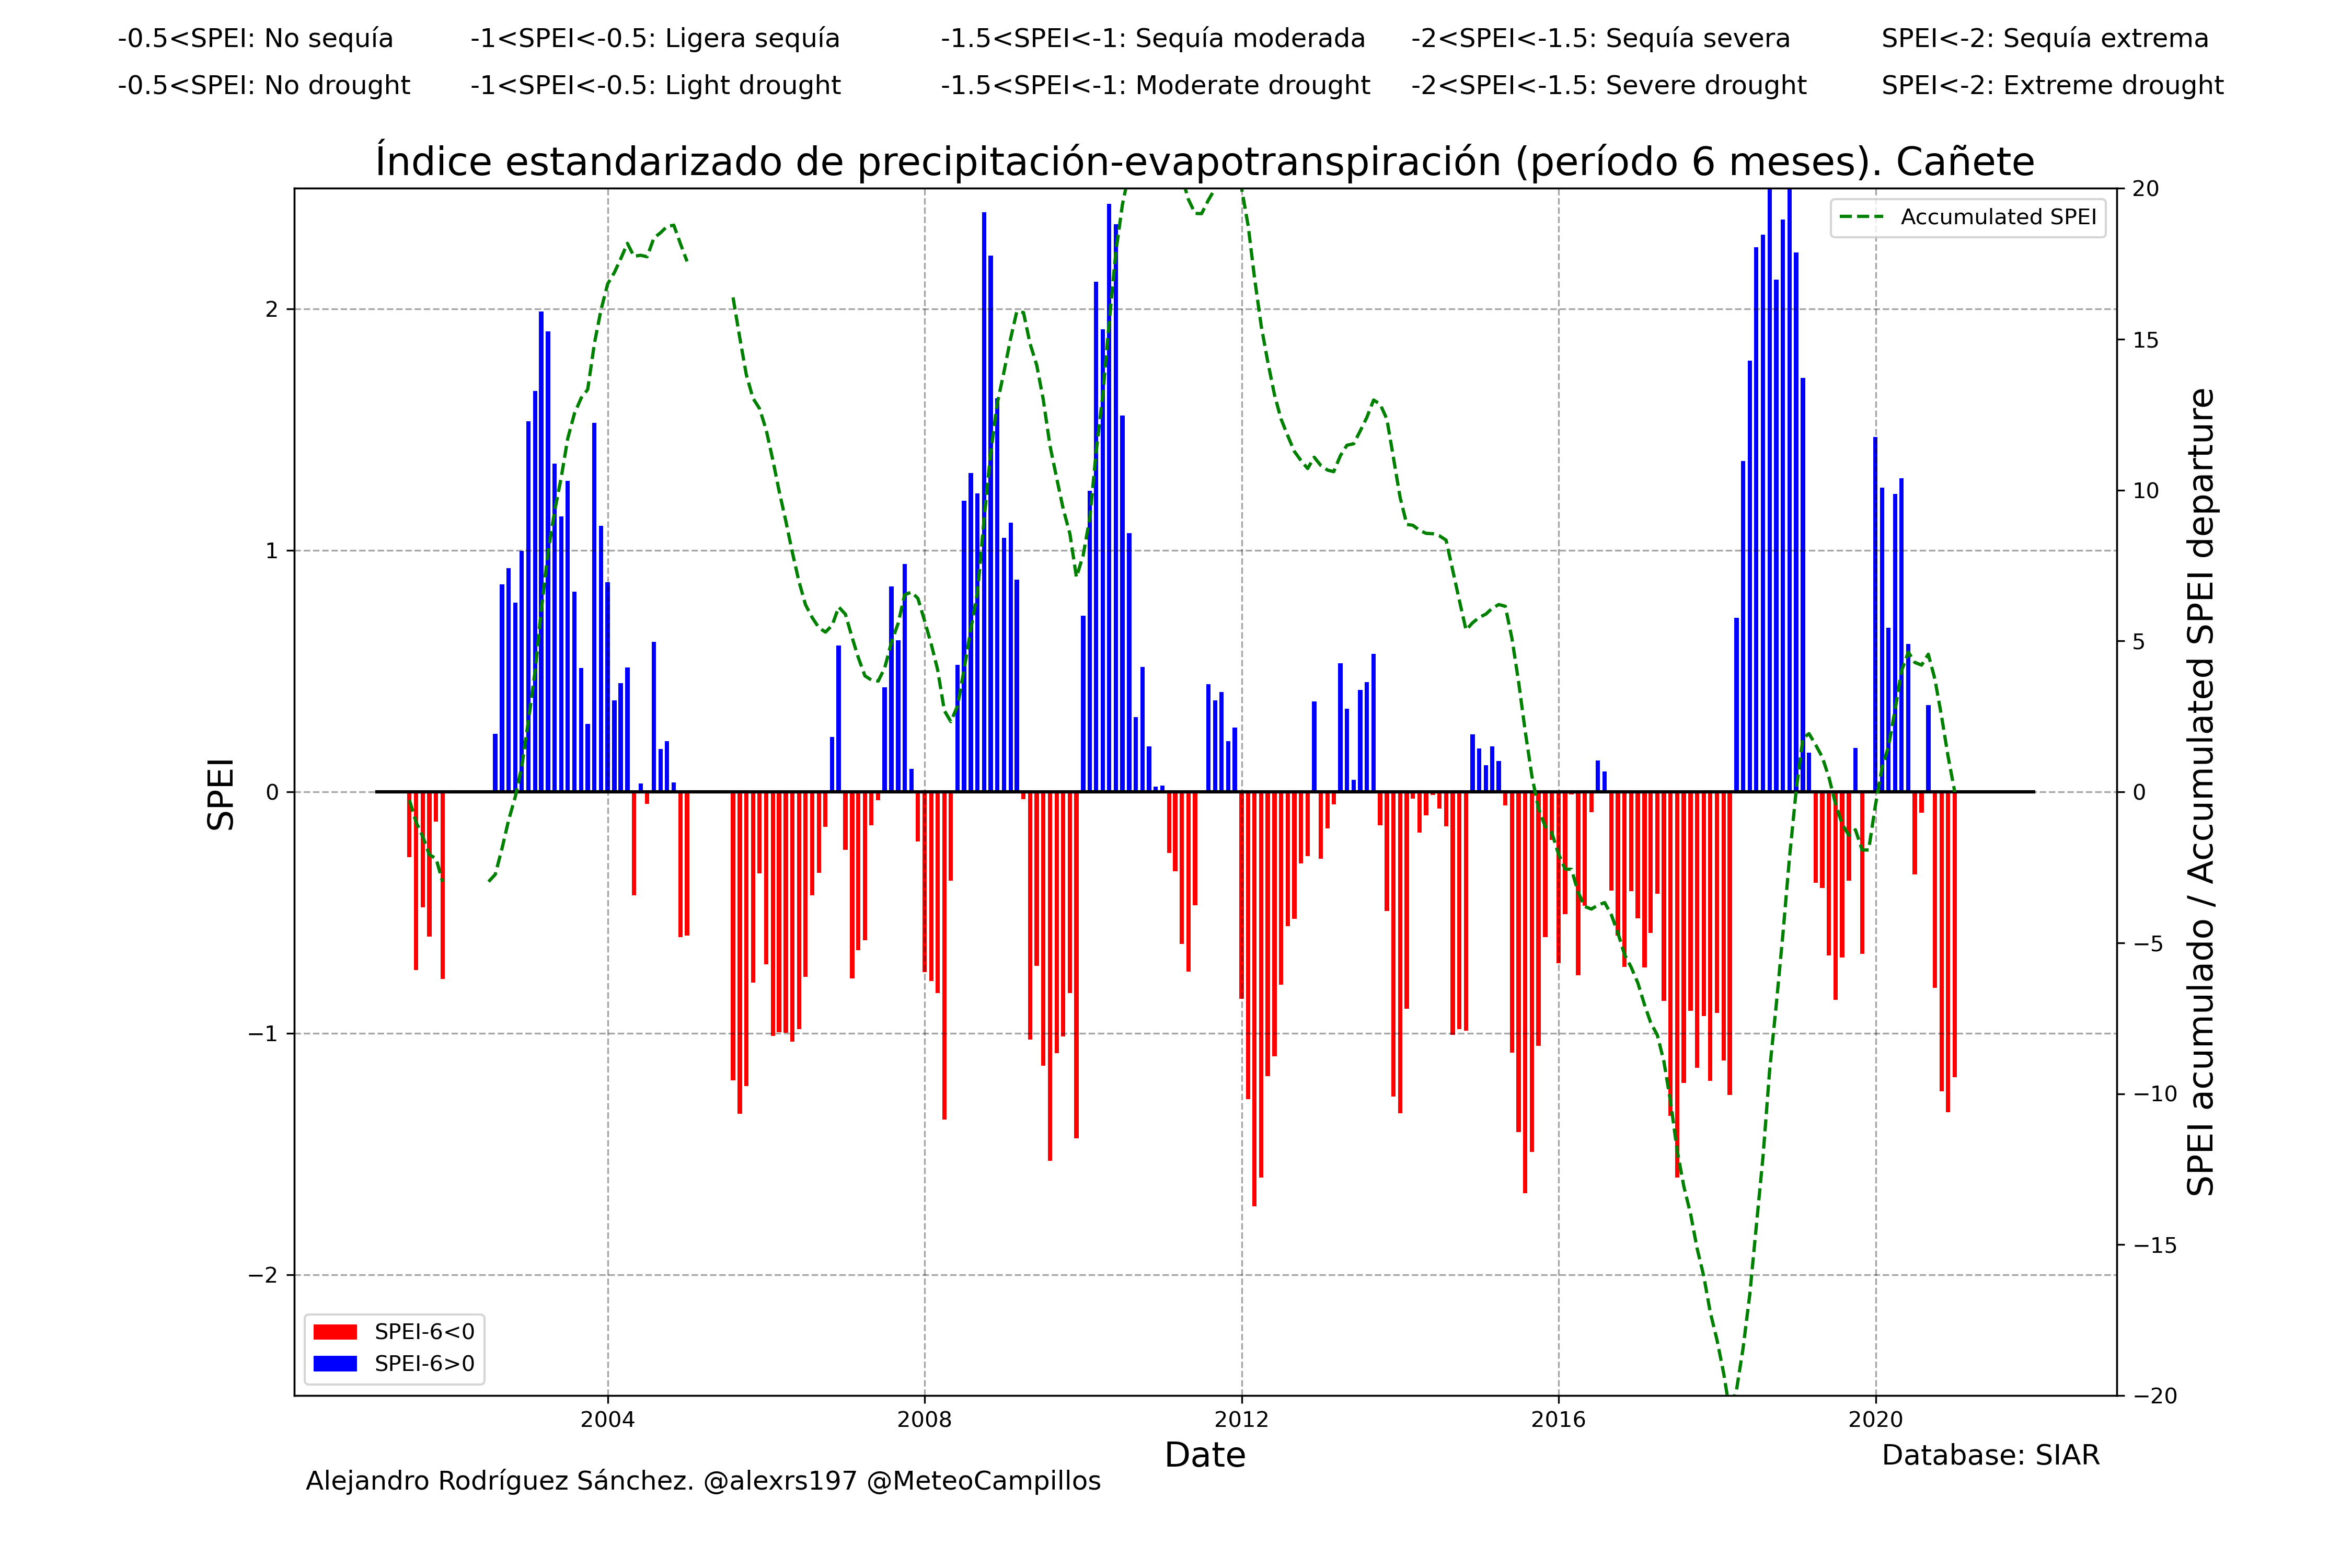 -0.5<SPEI: No sequía -1<SPEI<-0.5: Ligera sequía -1.5<SPEI<-1: Sequía moderada -2<SPEI<-1.5: Sequía severa SPEI<-2: Sequía extrema
-0.5<SPEI: No drought -1<SPEI<-0.5: Light drought -1.5<SPEI<-1: Moderate drought -2<SPEI<-1.5: Severe drought SPEI<-2: Extreme drought
Índice estandarizado de precipitación-evapotranspiración (período 6 meses). Cañete
Accumulated SPEI
SPEI
2
1
0
−1
−2
20
15
10
5
0
−5
−10
−15
−20
SPEI acumulado / Accumulated SPEI departure
SPEI-6<0
SPEI-6>0
2004 2008 2012 2016 2020
Date
Database: SIAR
Alejandro Rodríguez Sánchez. @alexrs197 @MeteoCampillos